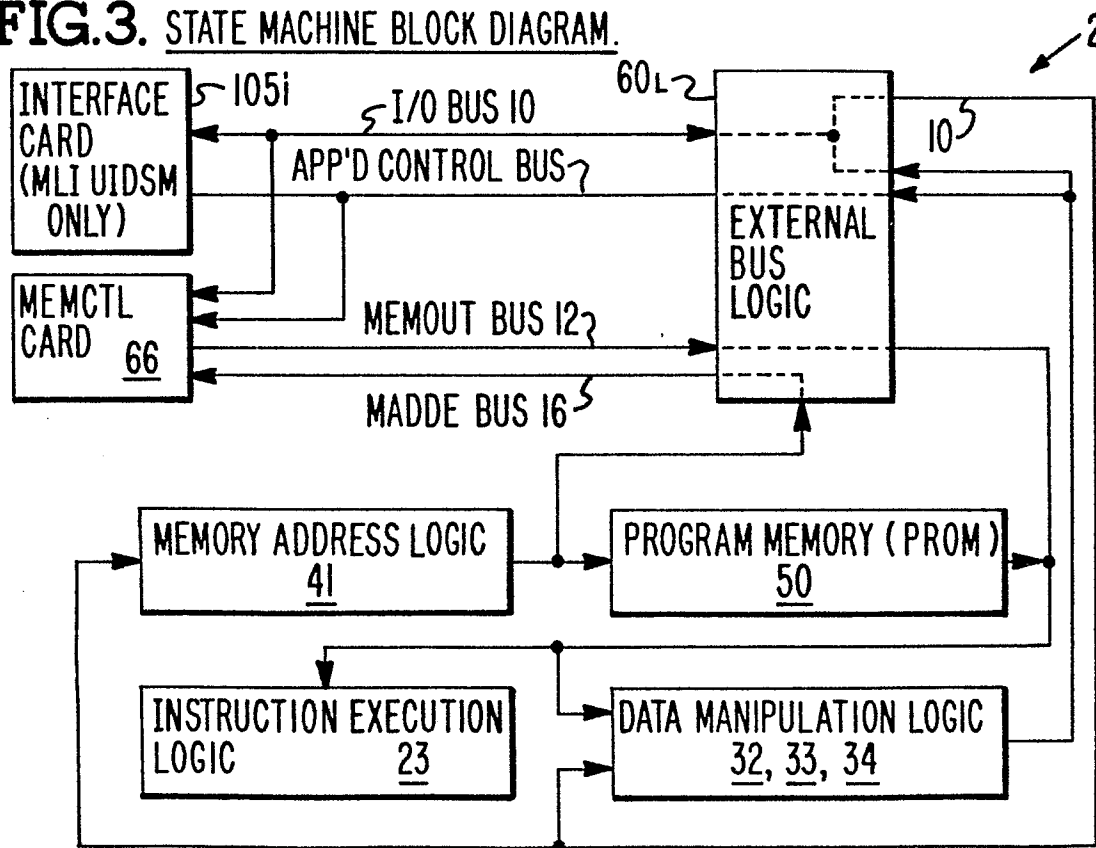 FIG.3. STATE MACHINE BLOCK DIAGRAM.
2
INTERFACE
CARD
(MLI UIDSM
ONLY)
105i
I/O BUS 10
APP'D CONTROL BUS
60L
10
EXTERNAL
BUS
LOGIC
MEMCTL
CARD
66
MEMOUT BUS 12
MADDE BUS 16
MEMORY ADDRESS LOGIC
41
PROGRAM MEMORY (PROM)
50
INSTRUCTION EXECUTION
LOGIC 23
DATA MANIPULATION LOGIC
32, 33, 34